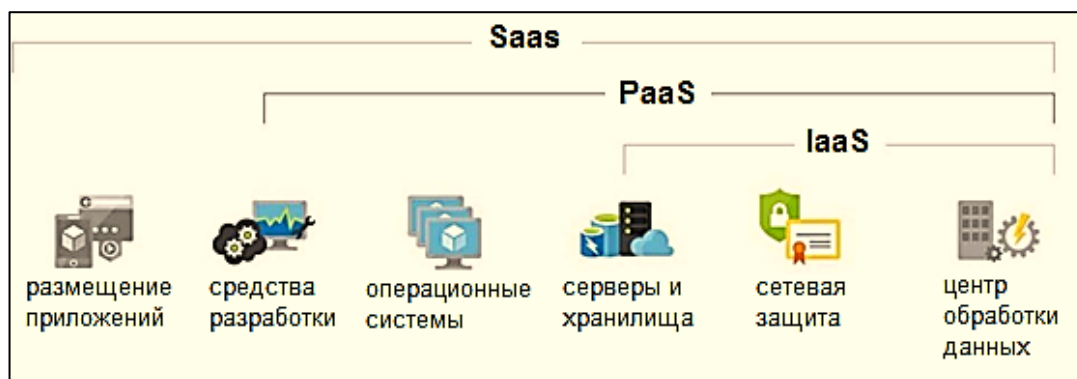 Saas
PaaS
IaaS
размещение
приложений
средства
разработки
операционные
системы
серверы и
хранилища
сетевая
защита
центр
обработки
данных